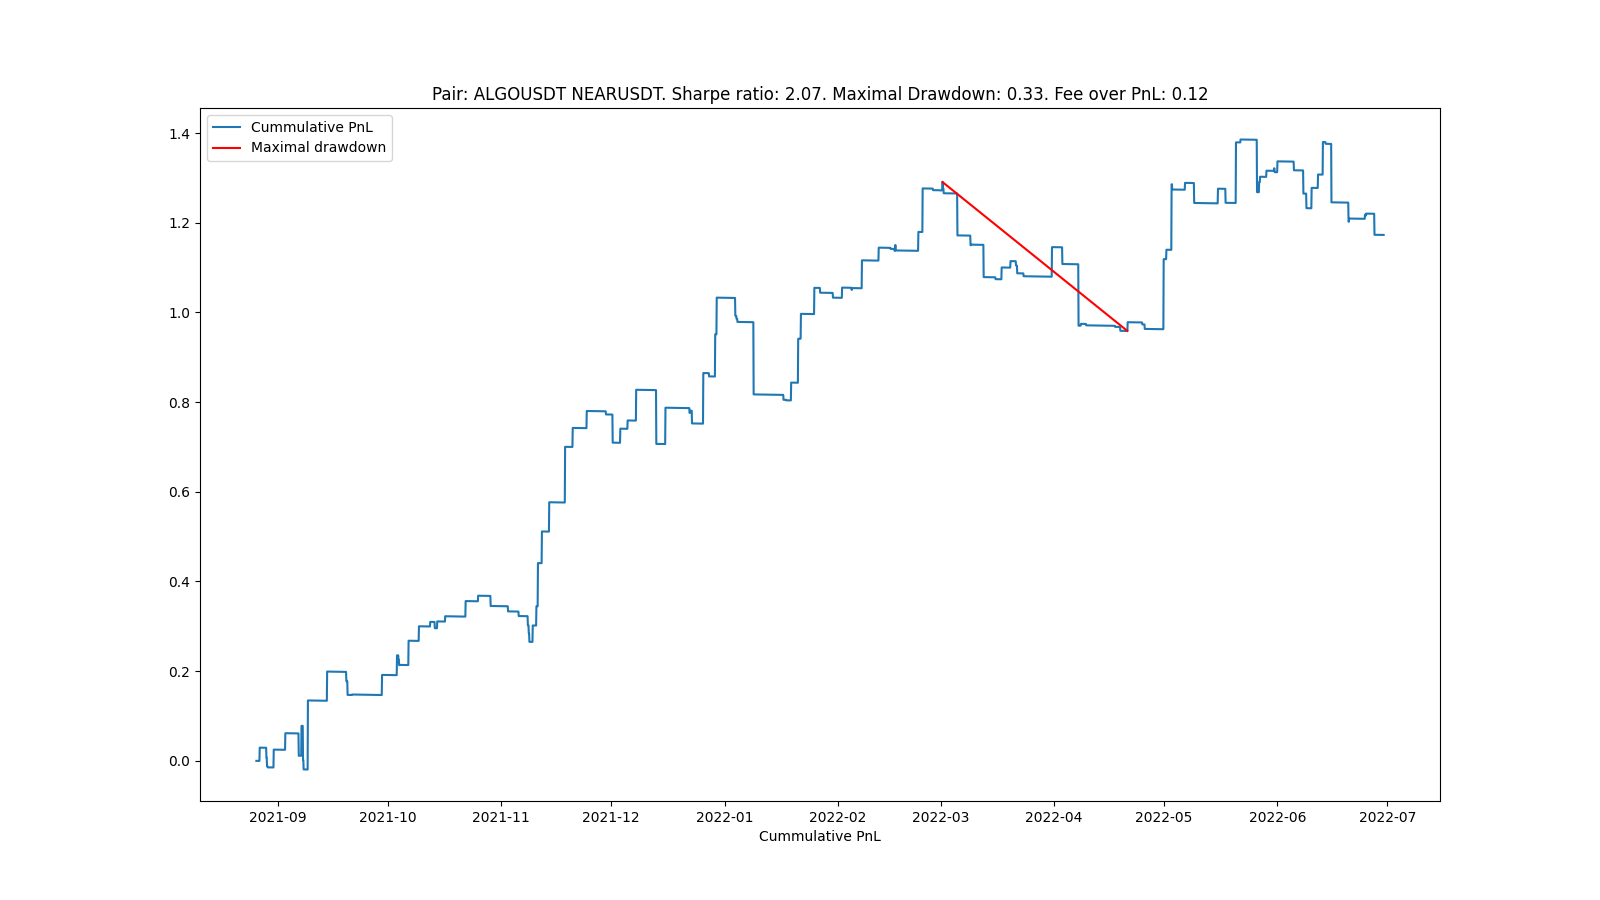 Pair: ALGOUSDT NEARUSDT. Sharpe ratio: 2.07. Maximal Drawdown: 0.33. Fee over PnL: 0.12
Cummulative PnL
Maximal drawdown
1.4
1.2
1.0
0.8
0.6
0.4
0.2
0.0
2021-09 2021-10 2021-11 2021-12 2022-01 2022-02 2022-03 2022-04 2022-05 2022-06 2022-07
Cummulative PnL